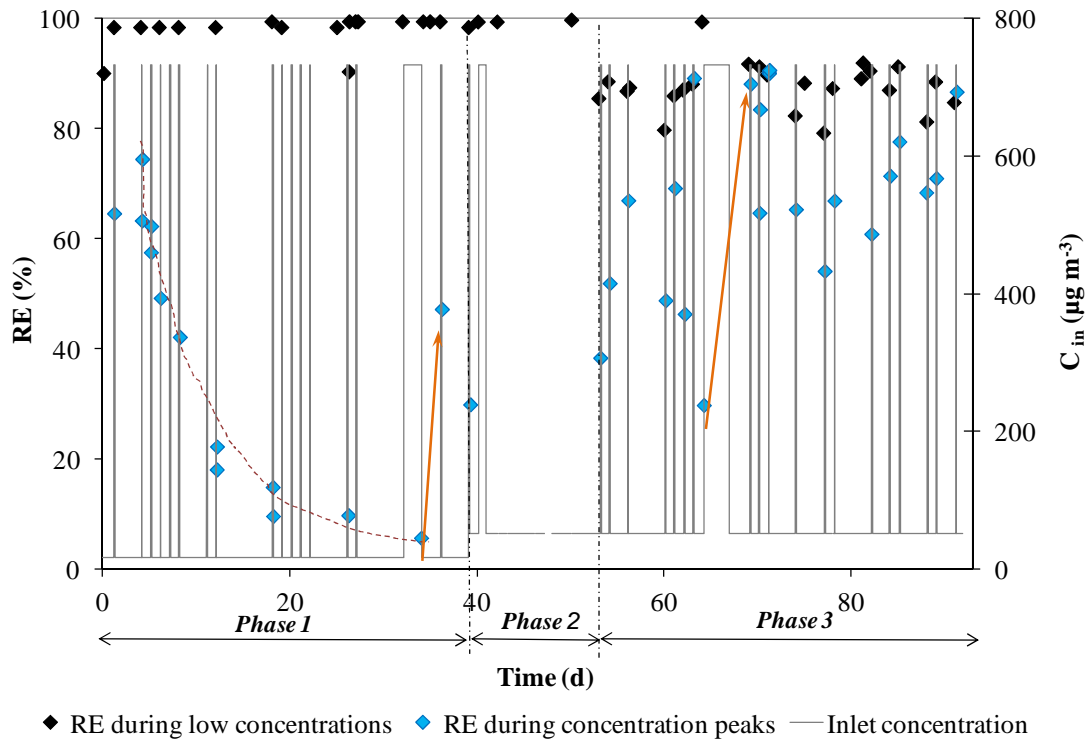 100
80
60
40
20
0
RE (%)
800
600
400
200
0
C in (µg m-3)
0 20 40 60 80
Phase 1 Phase 2 Phase 3
Time (d)
RE during low concentrations RE during concentration peaks Inlet concentration